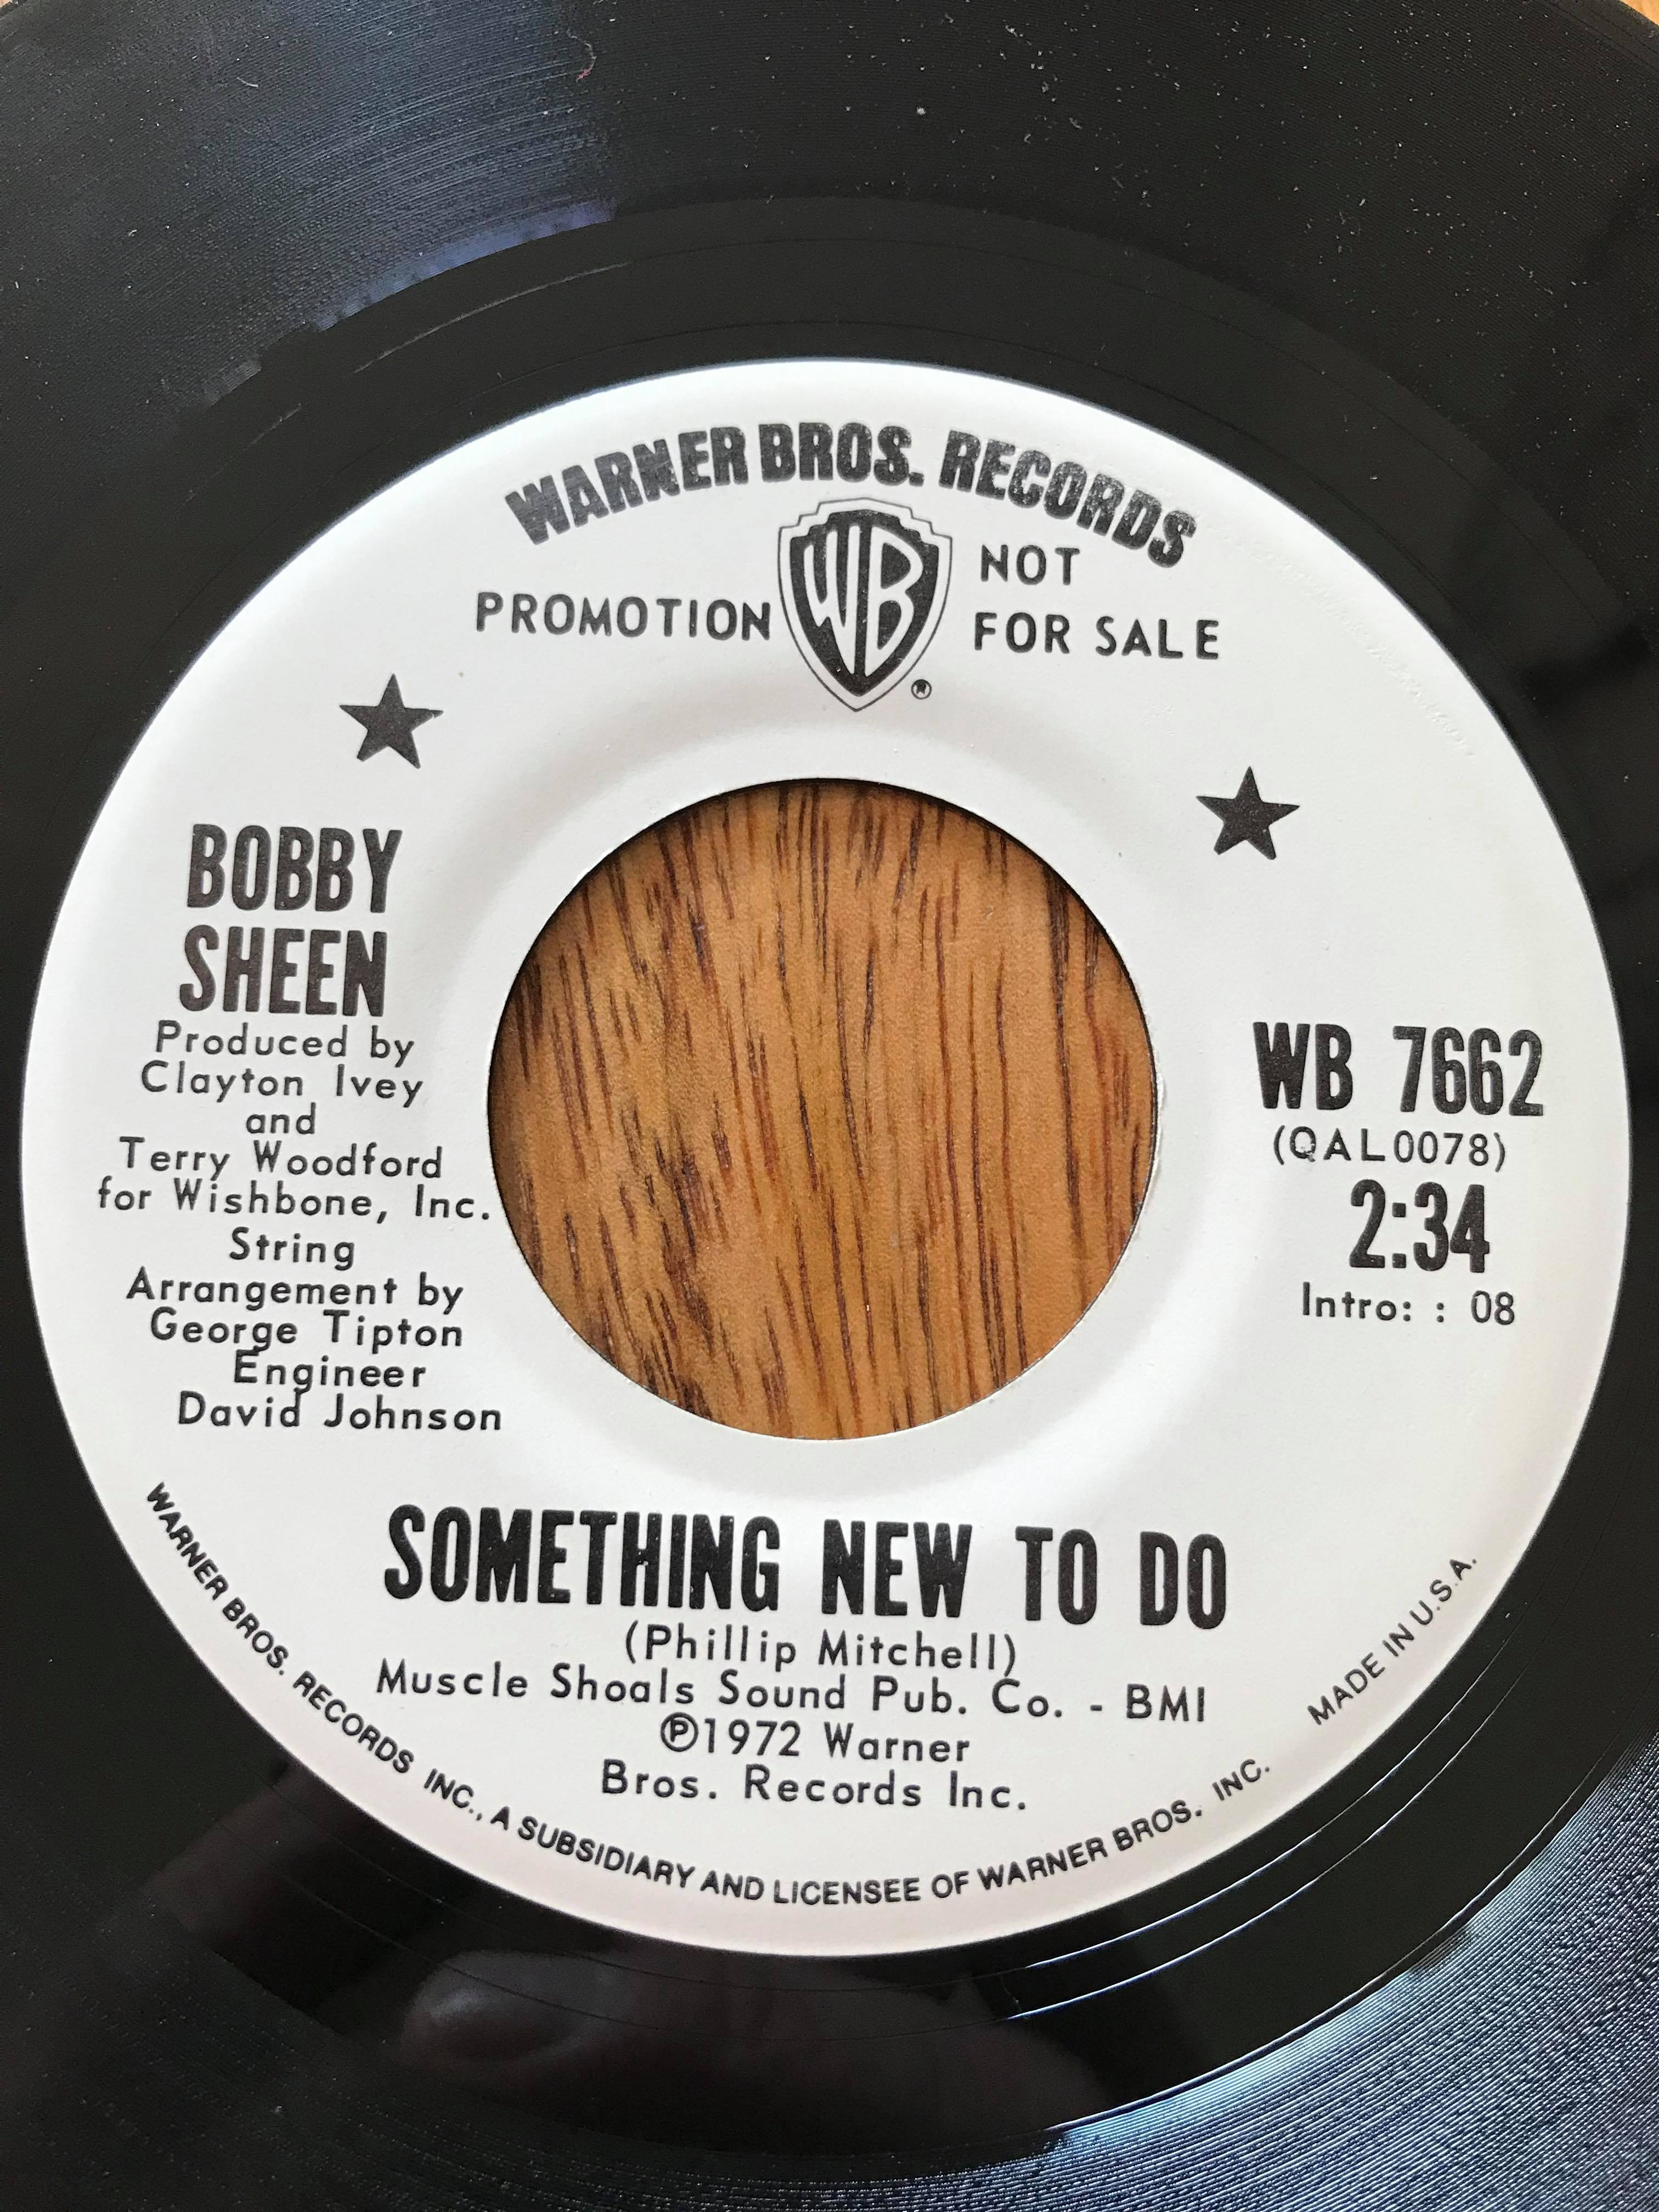 WARNER BROS. RECORDS
PROMOTION
WB
®
NOT
FOR SALE
BOBBY
SHEEN
Produced by
Clayton Ivey
and
Terry Woodford
for Wishbone, Inc.
String
Arrangement by
George Tipton
Engineer
David Johnson
WB 7662
(QAL0078)
2:34
Intro: : 08
SOMETHING NEW TO DO
(Phillip Mitchell)
Muscle Shoals Sound Pub. Co. - BMI
℗1972 Warner
Bros. Records Inc.
WARNER BROS. RECORDS INC., A SUBSIDIARY AND LICENSEE OF WARNER BROS. INC.
MADE IN U.S.A.